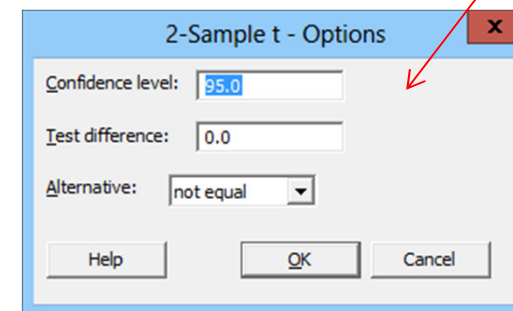 2-Sample t - Options
x
Confidence level: 95.0
Test difference: 0.0
Alternative: not equal
Help OK Cancel